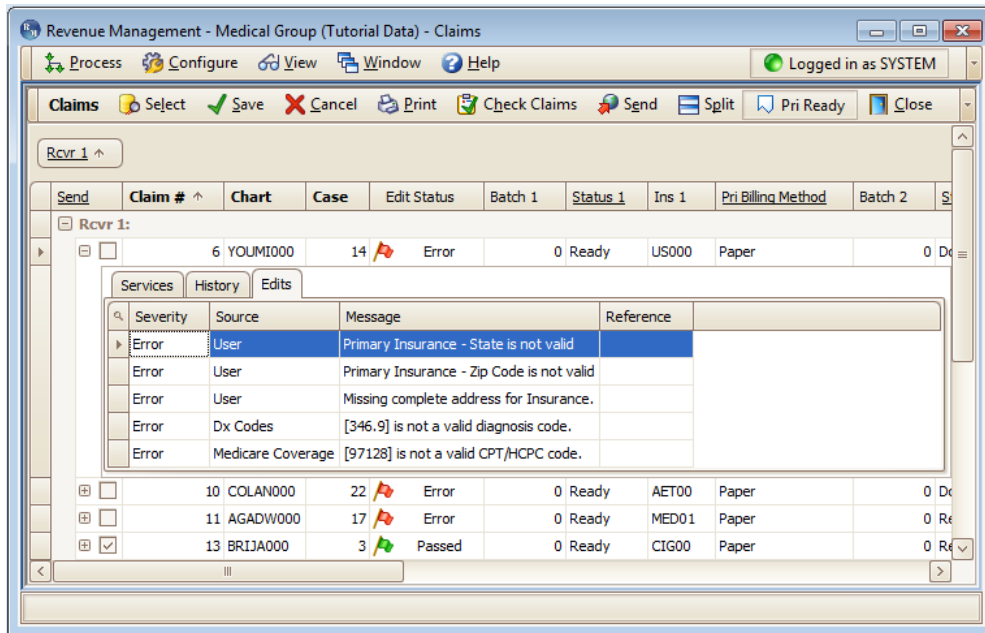 Revenue Management - Medical Group (Tutorial Data) - Claims
Process Configure View Window Help Logged in as SYSTEM
Claims Select Save Cancel Print Check Claims Send Split Pri Ready Close
Rcvr 1
Send Claim # Chart Case Edit Status Batch 1 Status 1 Ins 1 Pri Billing Method Batch 2
Rcvr 1:
6 YOUMI000 14 Error 0 Ready US000 Paper 0
Services History Edits
Severity Source Message Reference
Error User Primary Insurance - State is not valid
Error User Primary Insurance - Zip Code is not valid
Error User Missing complete address for Insurance.
Error Dx Codes [346.9] is not a valid diagnosis code.
Error Medicare Coverage [97128] is not a valid CPT/HCPC code.
10 COLAN000 22 Error 0 Ready AET00 Paper 0
11 AGADW000 17 Error 0 Ready MED01 Paper 0
13 BRIJA000 3 Passed 0 Ready CIG00 Paper 0